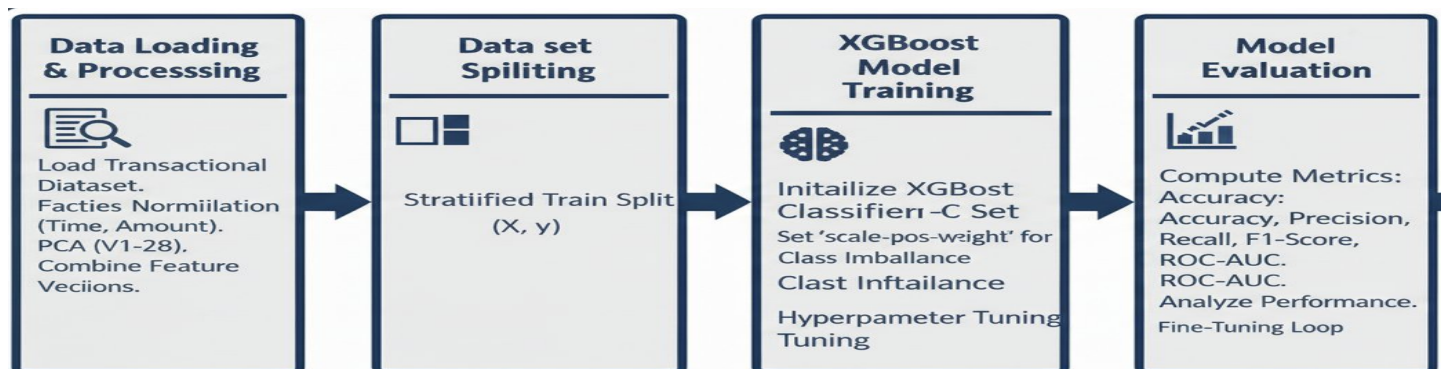 Data Loading
& Processsing
Load Transactional
Diataset.
Facties Normiilation
(Time, Amount).
PCA (V1-28).
Combine Feature
Veciions.
Data set
Spiliting
Stratiified Train Split
(X, y)
XGBoost
Model
Training
Initailize XGBost
Classifierı -C Set
Set 'scale-pos-weight' for
Class Imballance
Clast Inftailance
Hyperpameter Tuning
Tuning
Model
Evaluation
Compute Metrics:
Accuracy:
Accuracy, Precision,
Recall, F1-Score,
ROC-AUC.
ROC-AUC.
Analyze Performance.
Fine-Tuning Loop